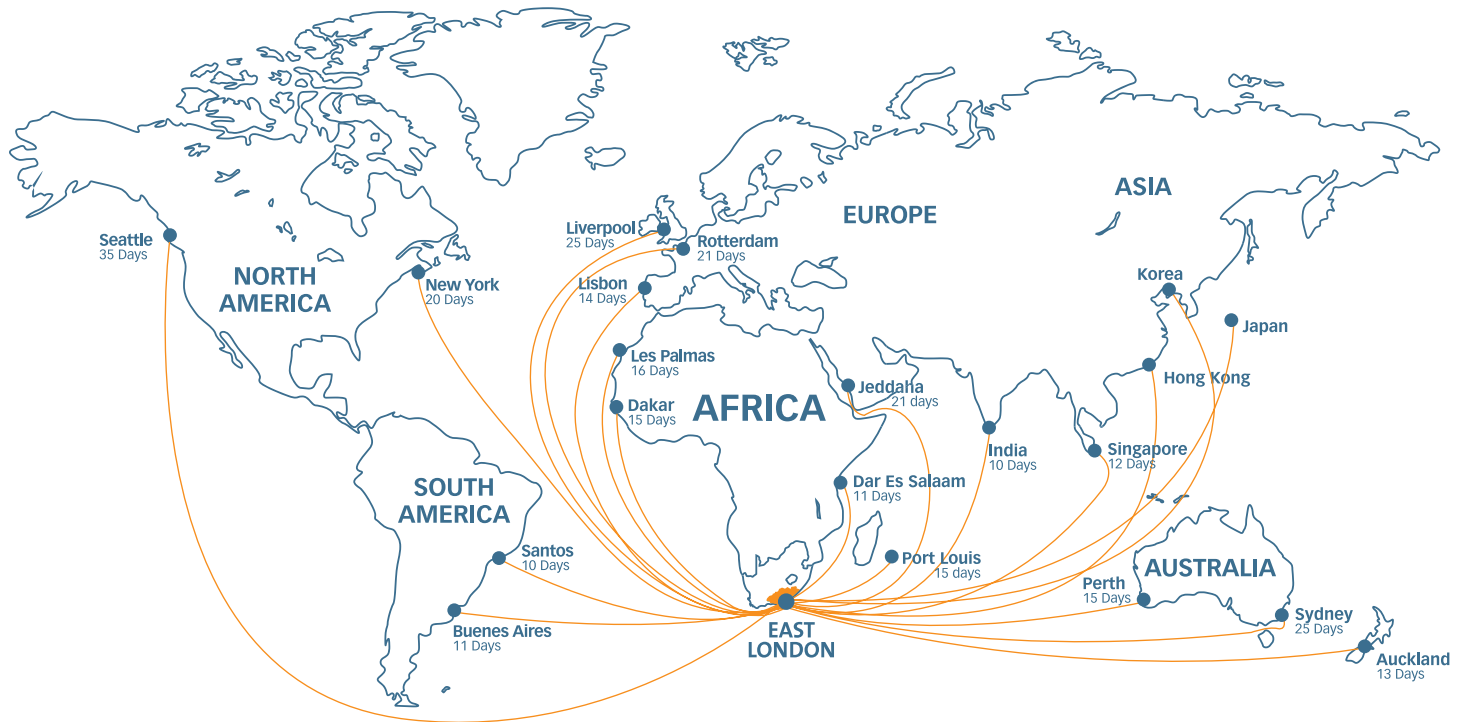 ASIA
EUROPE
Liverpool
25 Days
Rotterdam
21 Days
Seattle
35 Days
NORTH
AMERICA
New York
20 Days
Lisbon
14 Days
Korea
Japan
Les Palmas
16 Days
Hong Kong
Jeddaha
21 days
AFRICA
Dakar
15 Days
India
10 Days
Singapore
12 Days
Dar Es Salaam
11 Days
SOUTH
AMERICA
Santos
10 Days
Port Louis
15 days
AUSTRALIA
Perth
15 Days
Sydney
25 Days
Buenes Aires
11 Days
EAST
LONDON
Auckland
13 Days